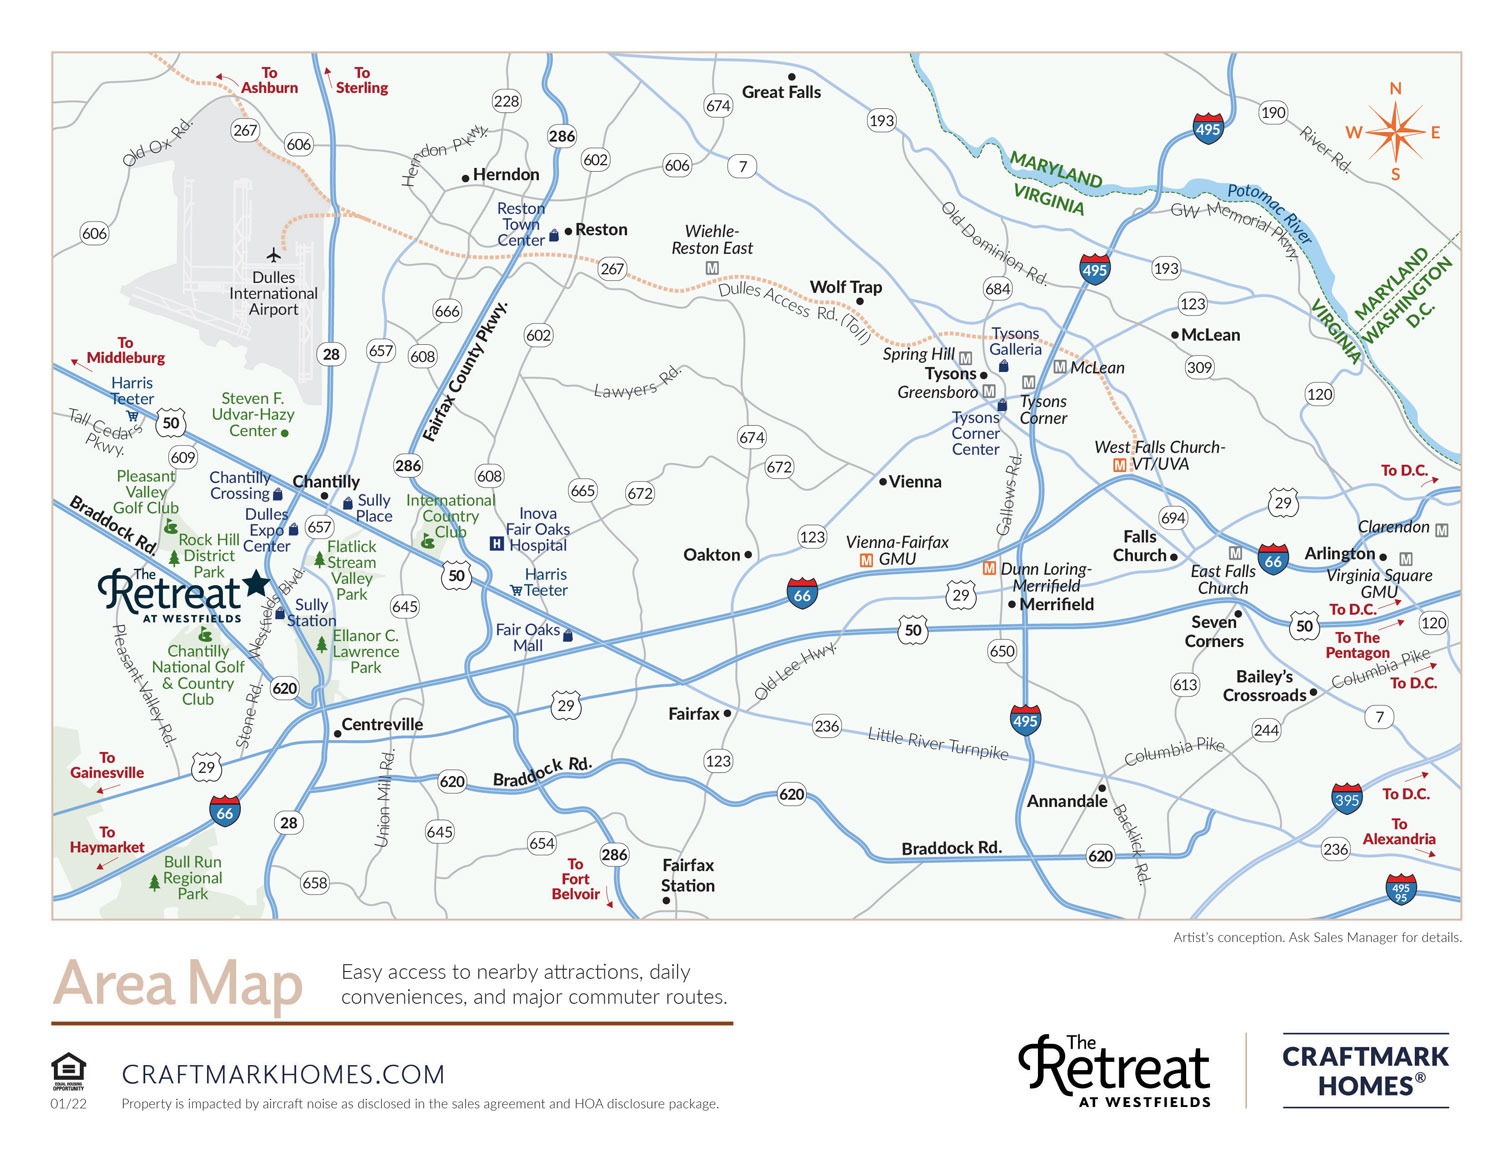 To
Ashburn
To
Sterling
228
286
674
Great Falls
193
495
190
River Rd.
N
W
E
S
Old Ox Rd.
267
606
Herndon Pkwy.
602
606
7
MARYLAND
VIRGINIA
Herndon
Potomac River
GW Memorial Pkwy.
Reston
Town
Center
Reston
Wiehle-
Reston East
M
Old Dominion Rd.
606
Dulles
International
Airport
267
Dulles Access Rd. (Toll)
Wolf Trap
684
495
193
123
MARYLAND
VIRGINIA
WASHINGTON
D.C.
666
602
Fairfax County Pkwy.
To
Middleburg
28
657
608
Spring Hill
M
Tysons
Greensboro
M
Tysons
Galleria
M
McLean
M
Tysons
Corner
McLean
309
120
Harris
Teeter
50
Tall Cedars
Pkwy.
609
Steven F.
Udvar-Hazy
Center
Lawyers Rd.
Tysons
Corner
Center
674
672
West Falls Church-
VT/UVA
M
To D.C.
286
608
665
672
Vienna
Gallows Rd.
29
694
Pleasant
Valley
Golf Club
Chantilly
Crossing
Chantilly
Sully
Place
International
Country
Club
Braddock Rd.
Dulles
Expo
Center
657
Inova
Fair Oaks
Hospital
H
123
Vienna-Fairfax
GMU
M
Oakton
Falls
Church
Clarendon
M
Rock Hill
District
Park
Flatlick
Stream
Valley
Park
50
Harris
Teeter
66
M
Dunn Loring-
Merrifield
29
Merrifield
M
East Falls
Church
66
Arlington
M
Virginia Square
GMU
The
Retreat
AT WESTFIELDS
Westfields Blvd.
Sully
Station
645
Fair Oaks
Mall
50
Seven
Corners
50
To D.C.
To The
Pentagon
120
Pleasant Valley Rd.
Chantilly
National Golf
& Country
Club
Ellanor C.
Lawrence
Park
650
Old Lee Hwy.
Columbia Pike
To D.C.
620
Stone Rd.
613
Bailey's
Crossroads
29
Fairfax
236
Little River Turnpike
495
7
244
Columbia Pike
Centreville
To
Gainesville
29
Union Mill Rd.
620
Braddock Rd.
123
620
Annandale
395
To D.C.
66
28
To
Haymarket
645
654
286
Backlick Rd.
Braddock Rd.
620
236
To
Alexandria
Bull Run
Regional
Park
658
To
Fort
Belvoir
Fairfax
Station
495
95
Artist's conception. Ask Sales Manager for details.
Area Map
Easy access to nearby attractions, daily
conveniences, and major commuter routes.
EQUAL HOUSING
OPPORTUNITY
CRAFTMARKHOMES.COM
01/22
Property is impacted by aircraft noise as disclosed in the sales agreement and HOA disclosure package.
The
Retreat
AT WESTFIELDS
CRAFTMARK
HOMES®